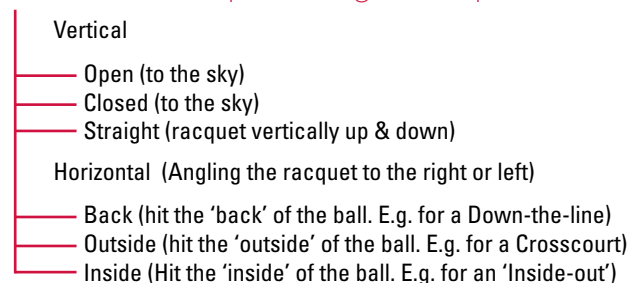 Vertical
Open (to the sky)
Closed (to the sky)
Straight (racquet vertically up & down)
Horizontal (Angling the racquet to the right or left)
Back (hit the ‘back’ of the ball. E.g. for a Down-the-line)
Outside (hit the ‘outside’ of the ball. E.g. for a Crosscourt)
Inside (Hit the ‘inside’ of the ball. E.g. for an ‘Inside-out’)